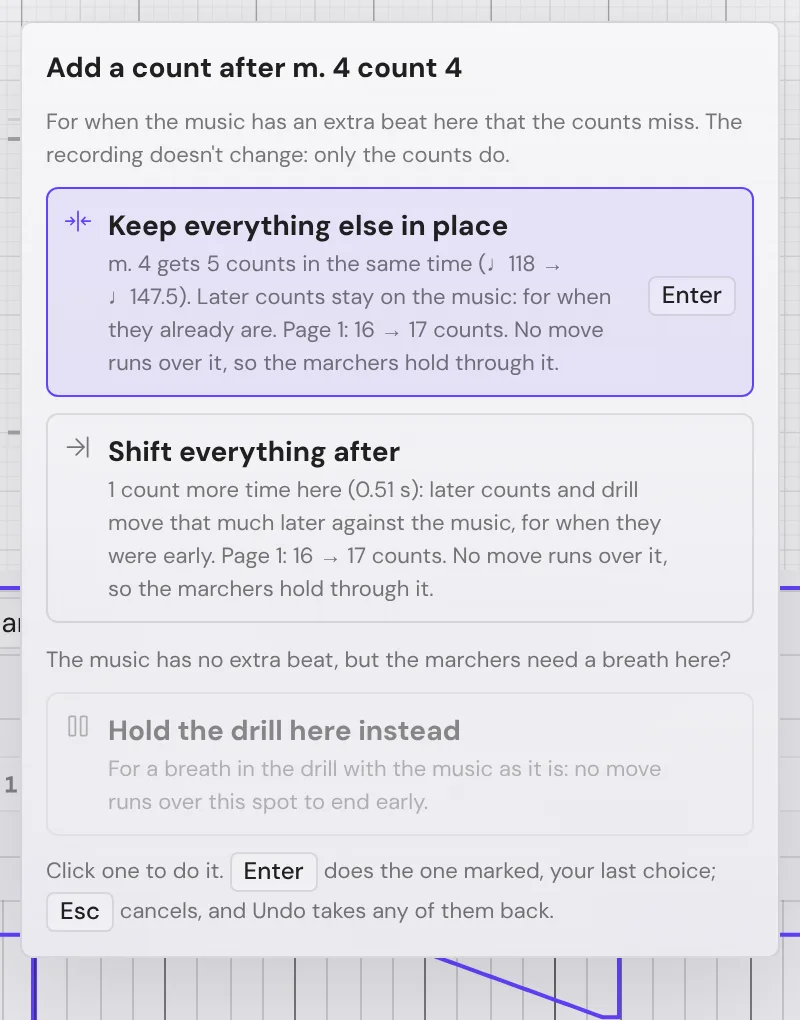 Add a count after m. 4 count 4
For when the music has an extra beat here that the counts miss. The
recording doesn't change: only the counts do.
Keep everything else in place
m. 4 gets 5 counts in the same time (♩ 118 →
♩ 147.5). Later counts stay on the music: for when
they already are. Page 1: 16 → 17 counts. No move
runs over it, so the marchers hold through it.
Enter
Shift everything after
1 count more time here (0.51 s): later counts and drill
move that much later against the music, for when they
were early. Page 1: 16 → 17 counts. No move runs over it,
so the marchers hold through it.
The music has no extra beat, but the marchers need a breath here?
Hold the drill here instead
For a breath in the drill with the music as it is: no move
runs over this spot to end early.
1
Click one to do it. Enter does the one marked, your last choice;
Esc cancels, and Undo takes any of them back.